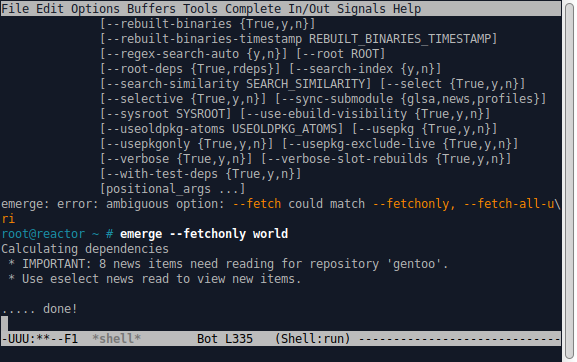 File Edit Options Buffers Tools Complete In/Out Signals Help
[--rebuilt-binaries {True,y,n}]
[--rebuilt-binaries-timestamp REBUILT_BINARIES_TIMESTAMP]
[--regex-search-auto {y,n}] [--root ROOT]
[--root-deps {True,rdeps}] [--search-index {y,n}]
[--search-similarity SEARCH_SIMILARITY] [--select {True,y,n}]
[--selective {True,y,n}] [--sync-submodule {glsa,news,profiles}]
[--sysroot SYSROOT] [--use-ebuild-visibility {True,y,n}]
[--useoldpkg-atoms USEOLDPKG_ATOMS] [--usepkg {True,y,n}]
[--usepkgonly {True,y,n}] [--usepkg-exclude-live {True,y,n}]
[--verbose {True,y,n}] [--verbose-slot-rebuilds {True,y,n}]
[--with-test-deps {True,y,n}]
[positional_args ...]
emerge: error: ambiguous option: --fetch could match --fetchonly, --fetch-all-u\
ri
root@reactor ~ # emerge --fetchonly world
Calculating dependencies
* IMPORTANT: 8 news items need reading for repository 'gentoo'.
* Use eselect news read to view new items.
..... done!
-UUU:**--F1 *shell* Bot L335 (Shell:run) ----------------------------